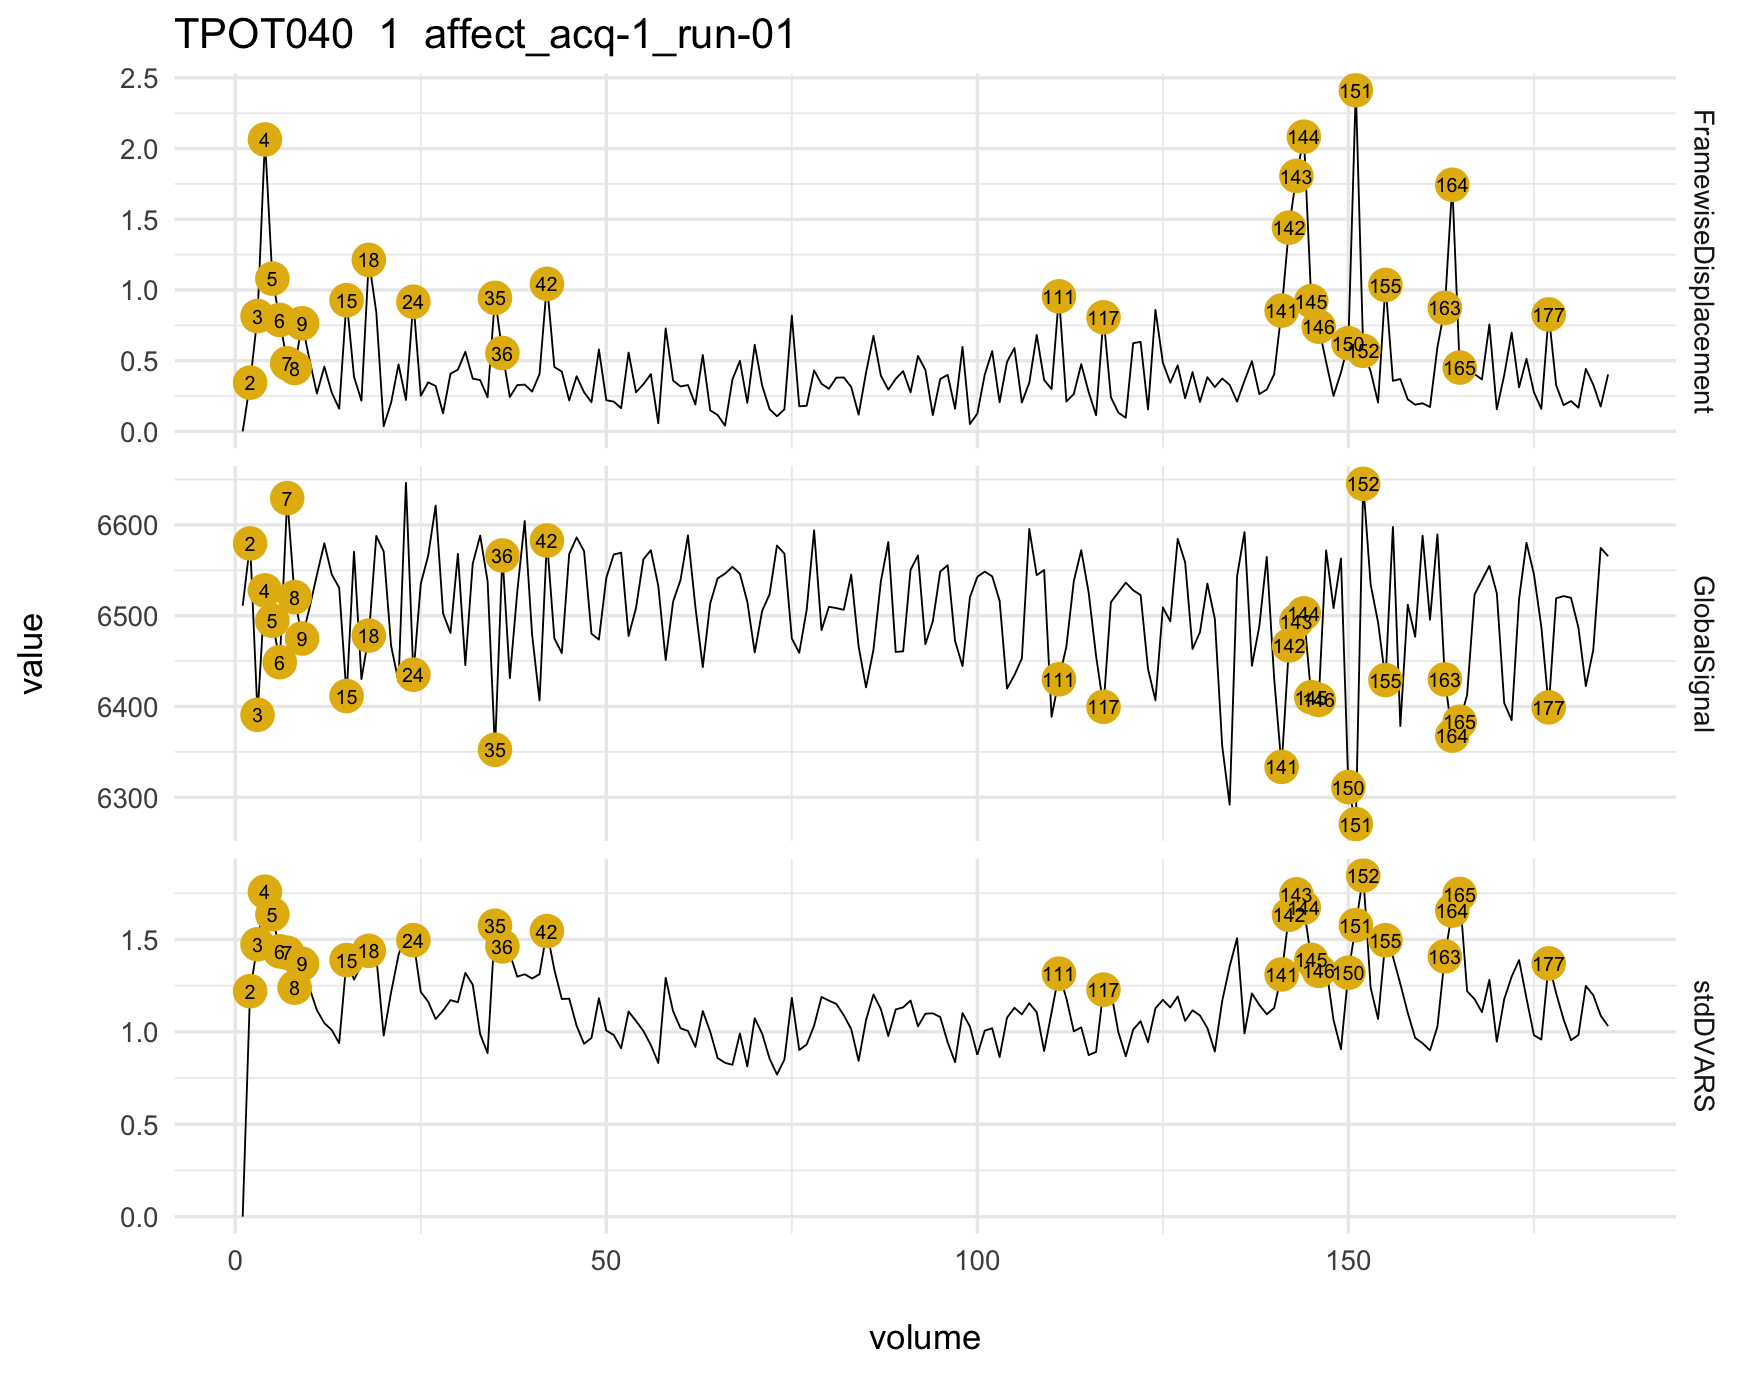 TPOT040 1 affect_acq-1_run-01
2.5
2.0
1.5
1.0
0.5
0.0
2 3 4 5 6 7 8 9 15 18 24 35 36 42 111 117 141 142 143 144 145 146 150 151 152 155 163 164 165 177
FramewiseDisplacement
6600
6500
6400
6300
2 3 4 5 6 7 8 9 15 18 24 35 36 42 111 117 141 142 143 144 145 146 150 151 152 155 163 164 165 177
GlobalSignal
1.5
1.0
0.5
0.0
2 3 4 5 6 7 8 9 15 18 24 35 36 42 111 117 141 142 143 144 145 146 150 151 152 155 163 164 165 177
stdDVARS
value
0 50 100 150
volume